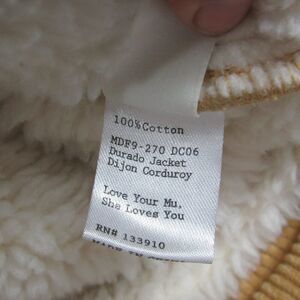 100%Cotton
MDF9-270 DC06
Durado Jacket
Dijon Corduroy
Love Your Mu.
She Loves You
RN# 133910